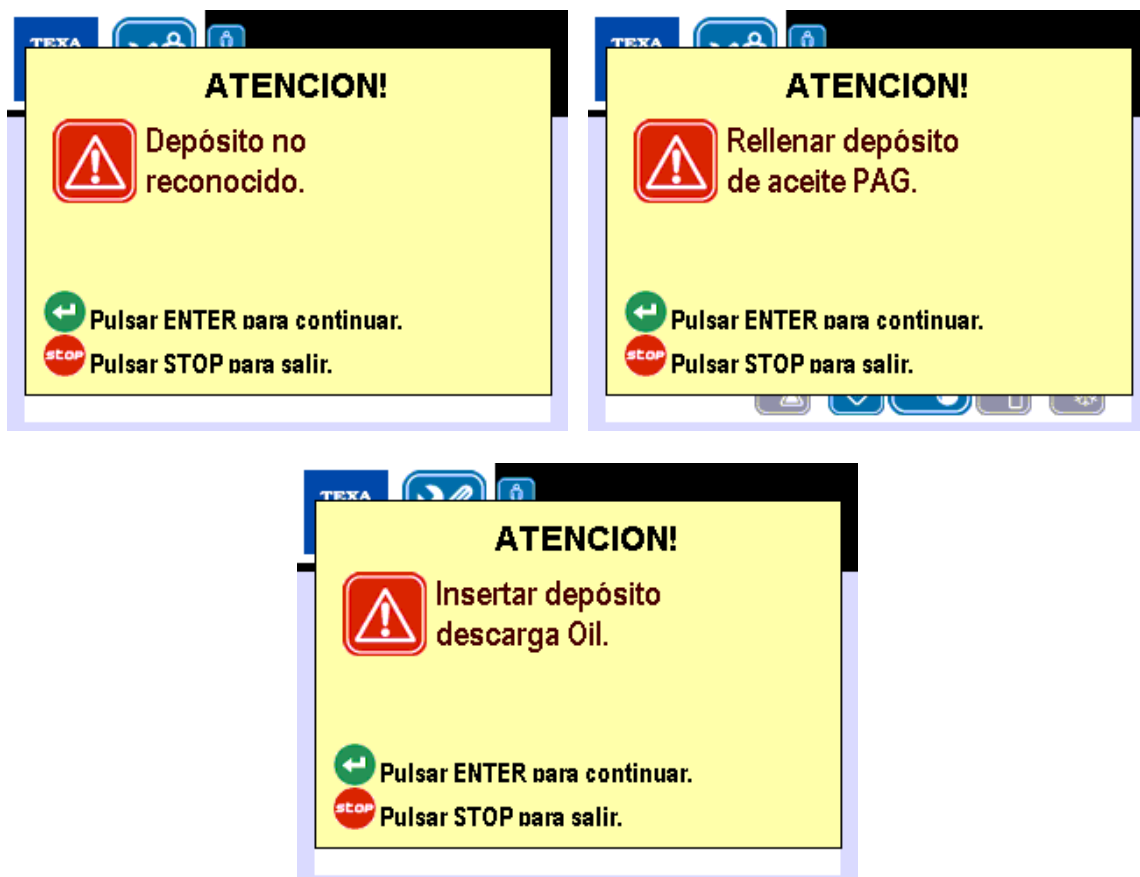 TEXA
ATENCION!
Depósito no
reconocido.
Pulsar ENTER para continuar.
stop Pulsar STOP para salir.
TEXA
ATENCION!
Rellenar depósito
de aceite PAG.
Pulsar ENTER para continuar.
stop Pulsar STOP para salir.
TEXA
ATENCION!
Insertar depósito
descarga Oil.
Pulsar ENTER para continuar.
stop Pulsar STOP para salir.